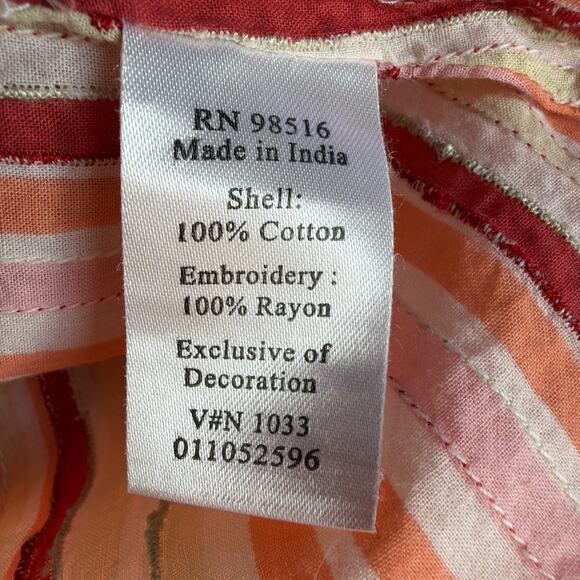 RN 98516
Made in India
Shell:
100% Cotton
Embroidery :
100% Rayon
Exclusive of
Decoration
V#N 1033
011052596